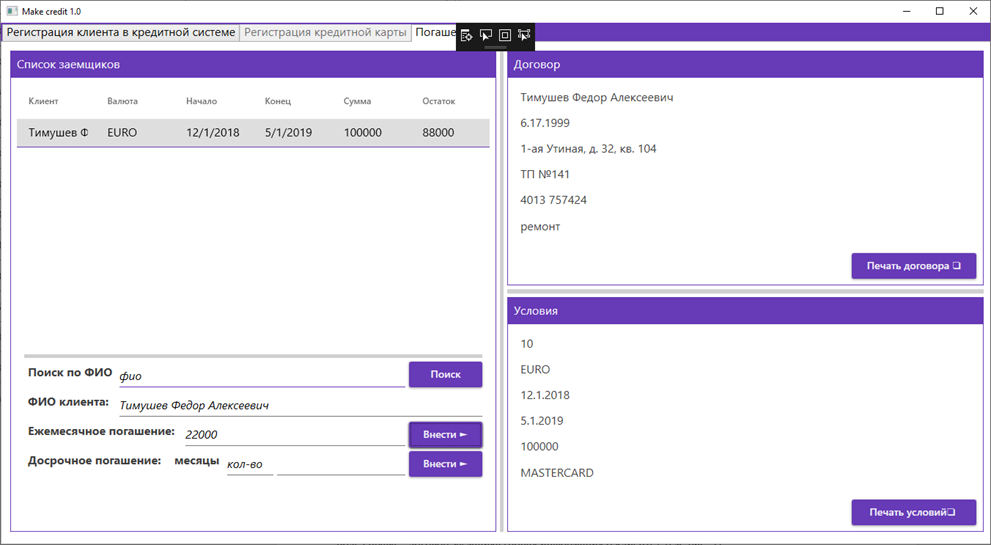 Make credit 1.0
Регистрация клиента в кредитной системе Регистрация кредитной карты Погаше
Список заемщиков
Клиент Валюта Начало Конец Сумма Остаток
Тимушев Ф EURO 12/1/2018 5/1/2019 100000 88000
Поиск по ФИО фио Поиск
ФИО клиента: Тимушев Федор Алексеевич
Ежемесячное погашение: 22000 Внести ►
Досрочное погашение: месяцы кол-во Внести ►
Договор
Тимушев Федор Алексеевич
6.17.1999
1-ая Утиная, д. 32, кв. 104
ТП №141
4013 757424
ремонт
Печать договора ❏
Условия
10
EURO
12.1.2018
5.1.2019
100000
MASTERCARD
Печать условий❏